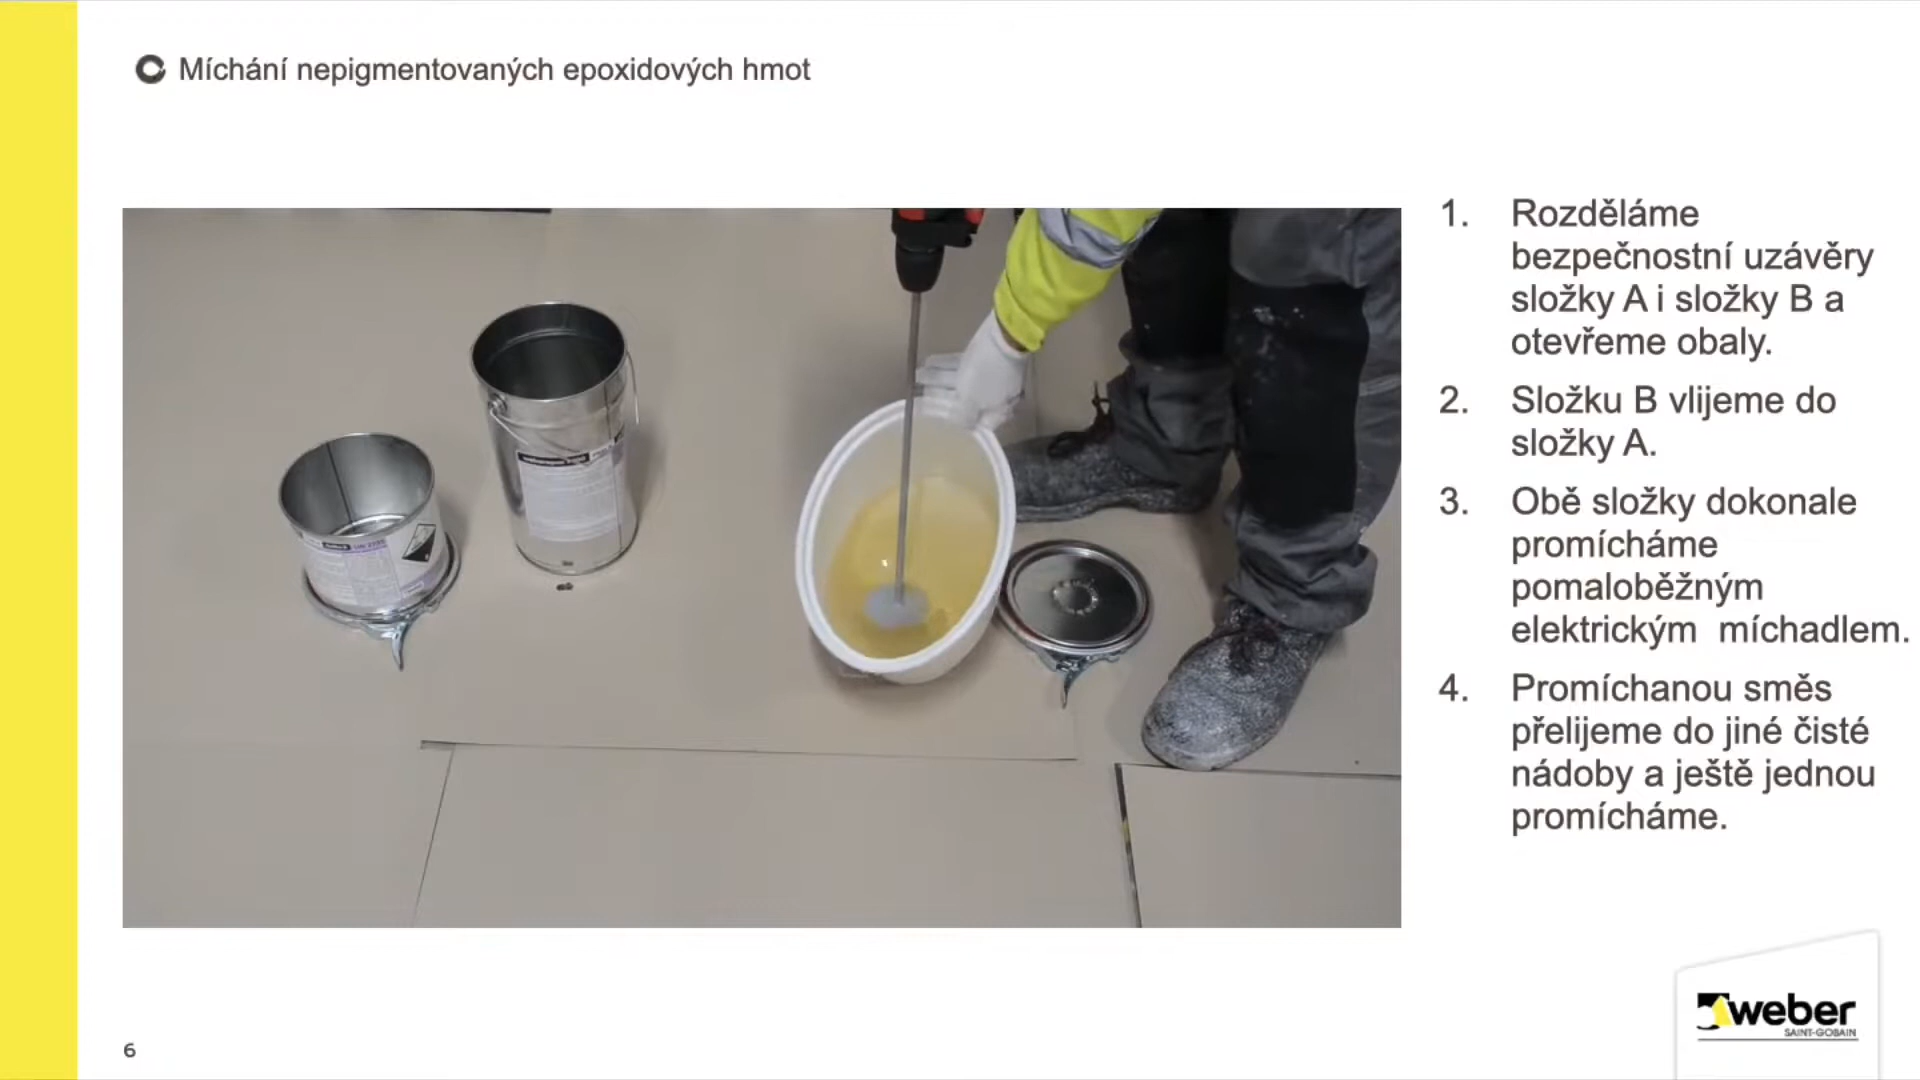 Míchání nepigmentovaných epoxidových hmot
1. Rozděláme
bezpečnostní uzávěry
složky A i složky B a
otevřeme obaly.
2. Složku B vlijeme do
složky A.
3. Obě složky dokonale
promícháme
pomaloběžným
elektrickým míchadlem.
4. Promíchanou směs
přelijeme do jiné čisté
nádoby a ještě jednou
promícháme.
weber
SAINT-GOBAIN
6